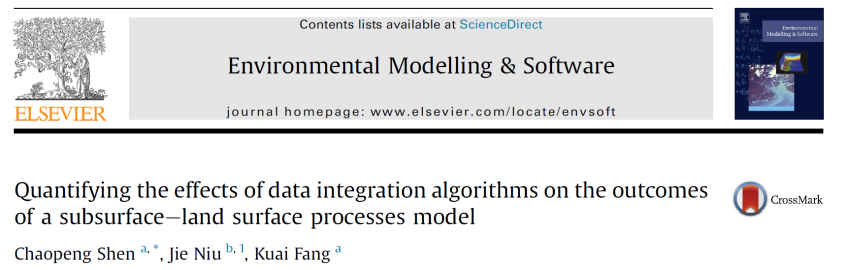 Contents lists available at ScienceDirect
Environmental Modelling & Software
journal homepage: www.elsevier.com/locate/envsoft
ELSEVIER
Environmental
Modelling & Software
Quantifying the effects of data integration algorithms on the outcomes
of a subsurface–land surface processes model
CrossMark
Chaopeng Shen a, *, Jie Niu b, 1, Kuai Fang a